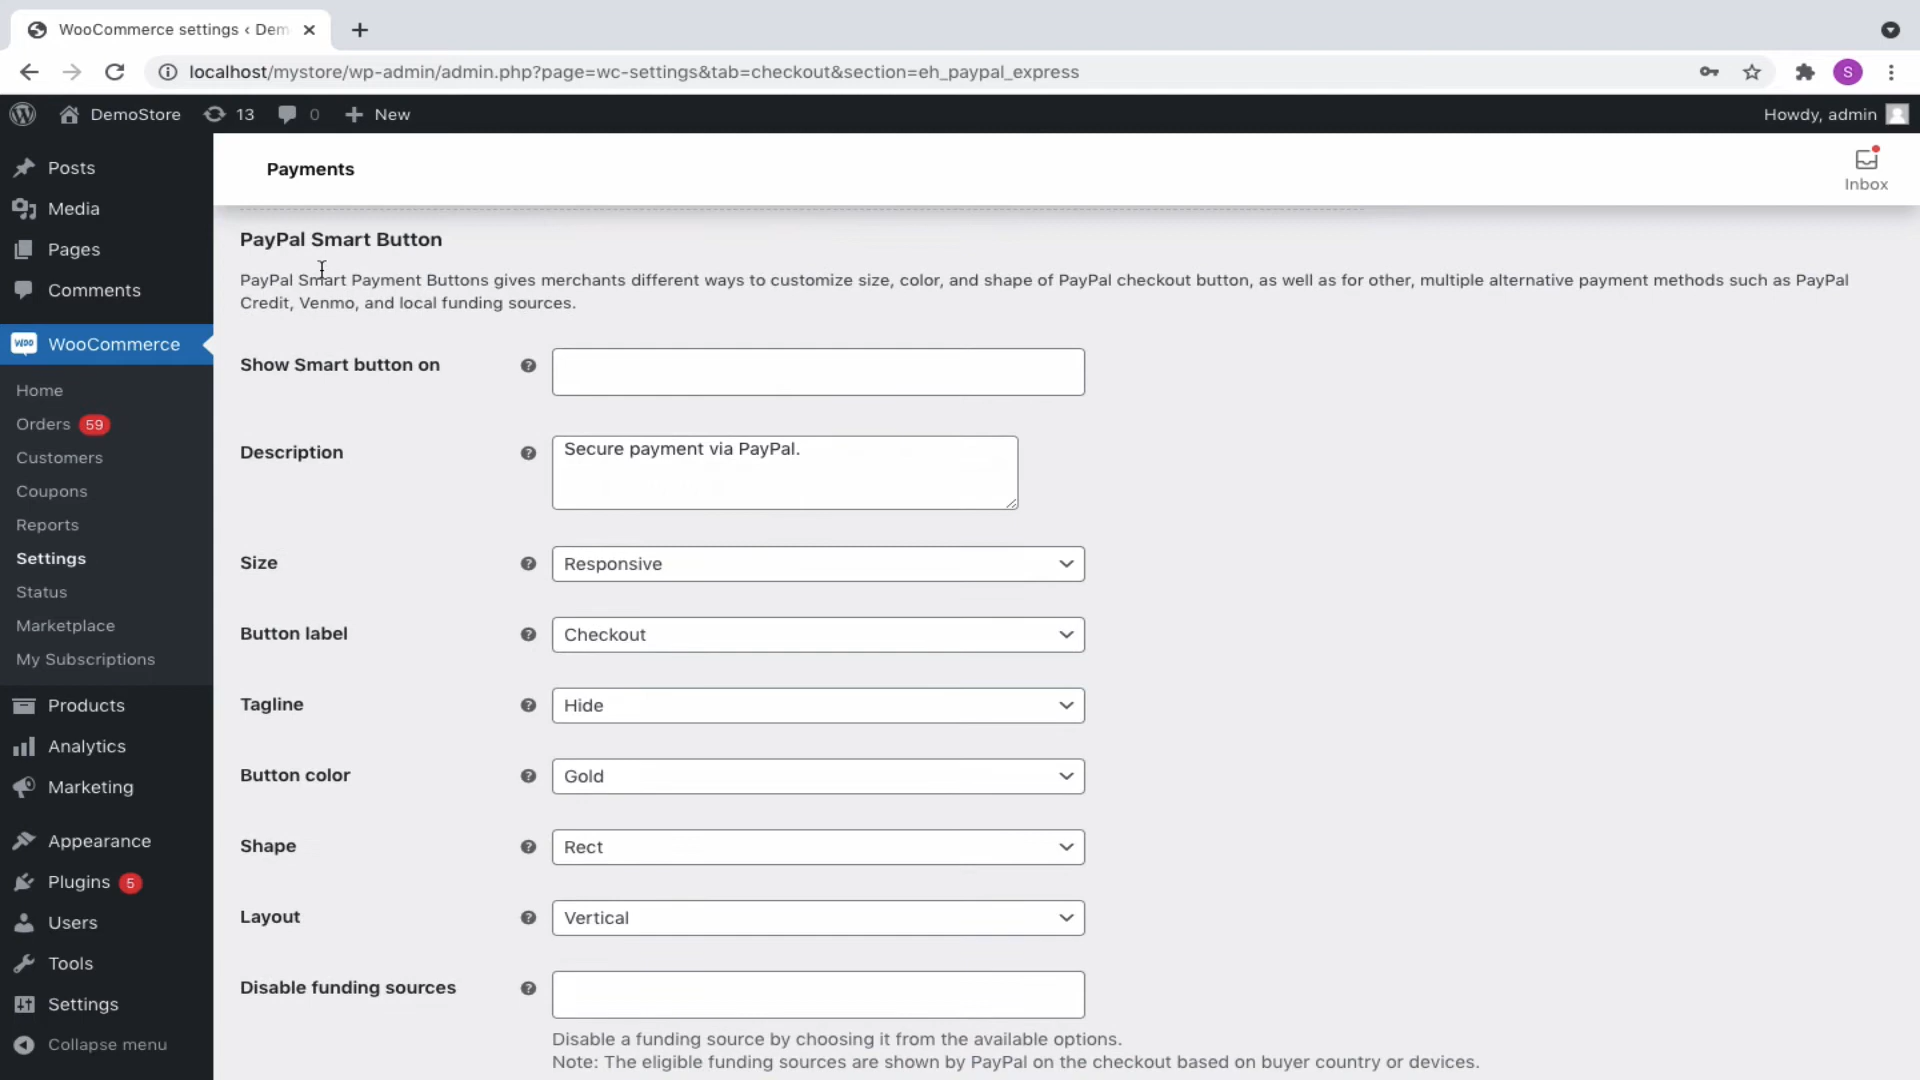 WooCommerce settings ‹ Dem
localhost/mystore/wp-admin/admin.php?page=wc-settings&tab=checkout&section=eh_paypal_express
S
DemoStore
13
0
New
Howdy, admin
Posts
Media
Pages
Comments
woo
WooCommerce
Home
Orders 59
Customers
Coupons
Reports
Settings
Status
Marketplace
My Subscriptions
Products
Analytics
Marketing
Appearance
Plugins 5
Users
Tools
Settings
Collapse menu
Payments
Inbox
PayPal Smart Button
PayPal Smart Payment Buttons gives merchants different ways to customize size, color, and shape of PayPal checkout button, as well as for other, multiple alternative payment methods such as PayPal
Credit, Venmo, and local funding sources.
Show Smart button on
Description
Secure payment via PayPal.
Size
Responsive
Button label
Checkout
Tagline
Hide
Button color
Gold
Shape
Rect
Layout
Vertical
Disable funding sources
Disable a funding source by choosing it from the available options.
Note: The eligible funding sources are shown by PayPal on the checkout based on buyer country or devices.